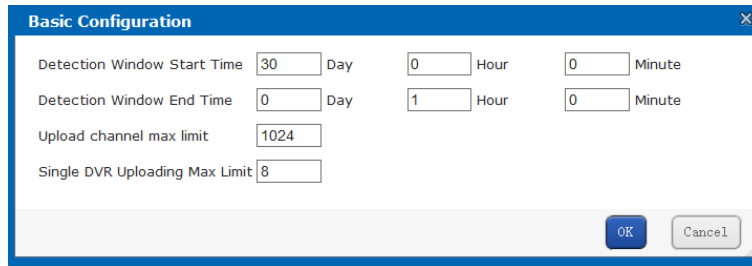 Basic Configuration
Detection Window Start Time 30 Day 0 Hour 0 Minute
Detection Window End Time 0 Day 1 Hour 0 Minute
Upload channel max limit 1024
Single DVR Uploading Max Limit 8
OK Cancel